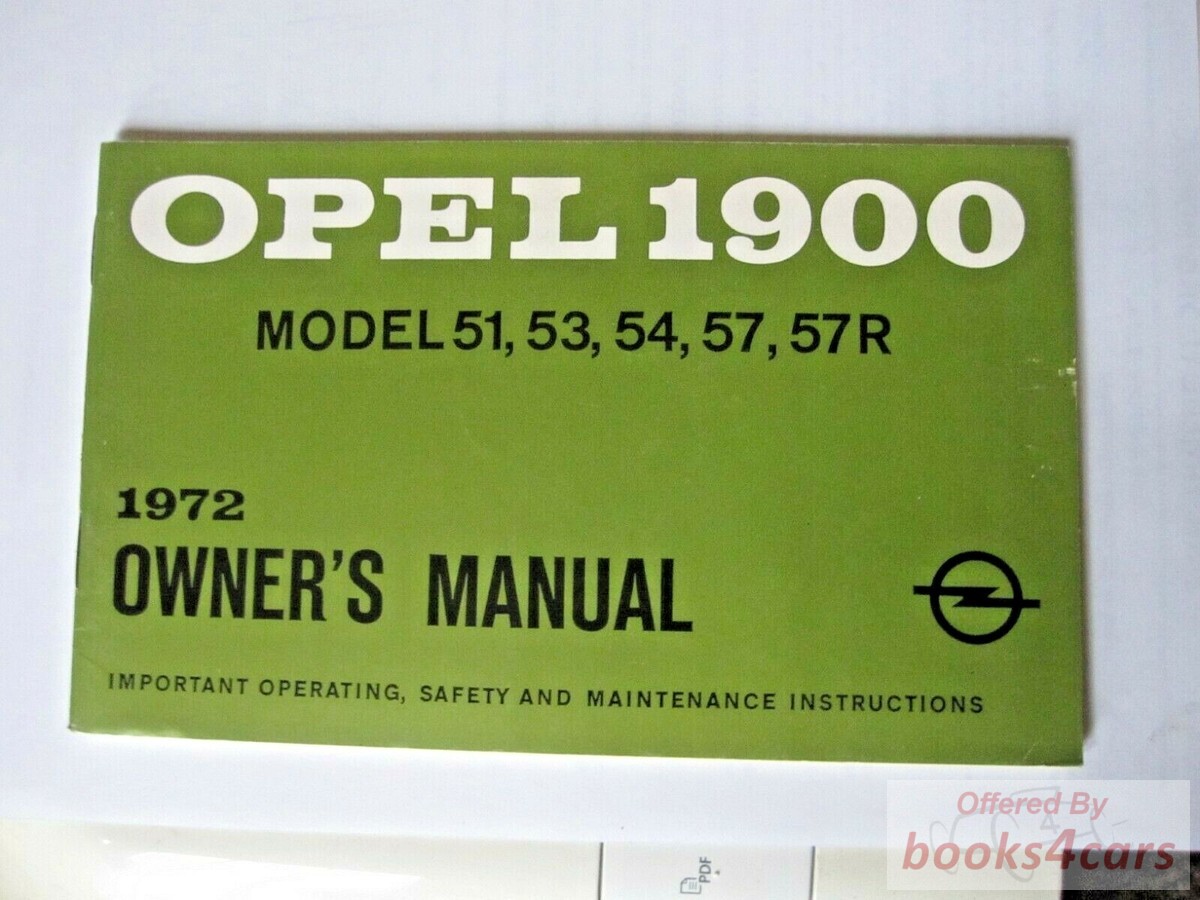 OPEL 1900
MODEL 51, 53, 54, 57, 57R
1972
OWNER'S MANUAL
IMPORTANT OPERATING, SAFETY AND MAINTENANCE INSTRUCTIONS
Offered By
books4cars
PDF